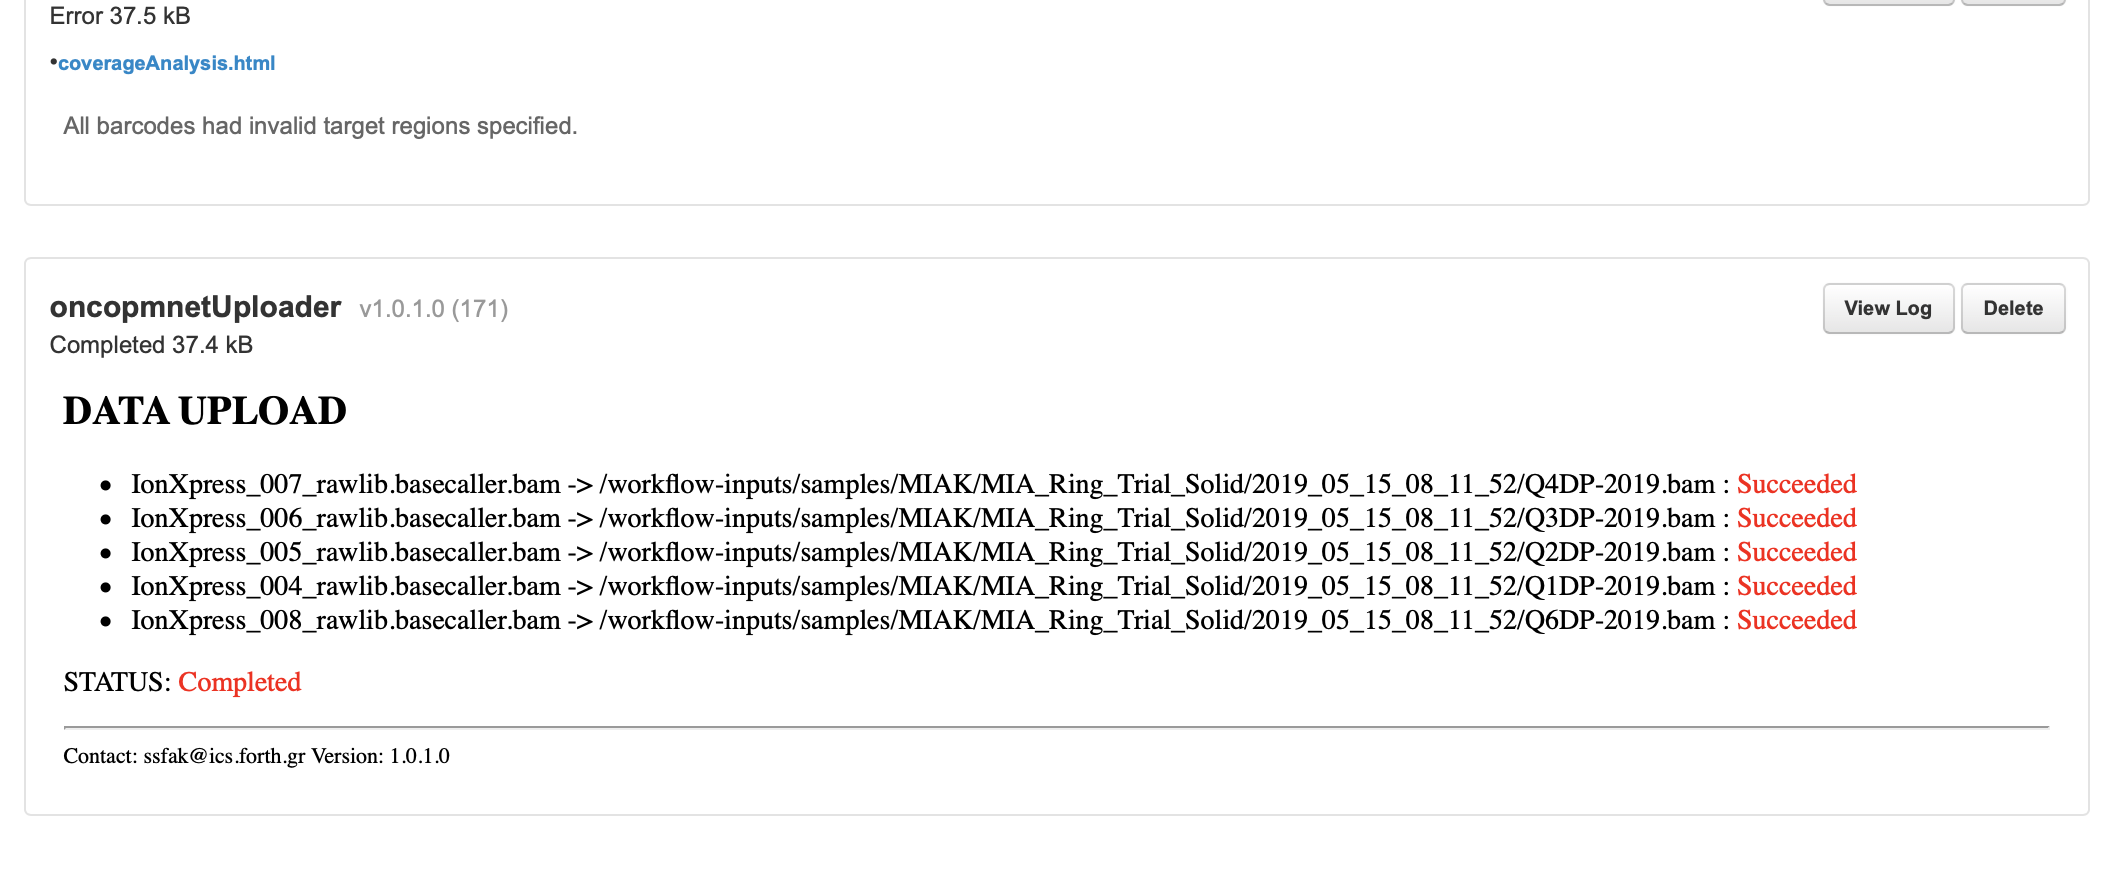 Error 37.5 kB
•coverageAnalysis.html
All barcodes had invalid target regions specified.
oncopmnetUploader v1.0.1.0 (171)
View Log
Delete
Completed 37.4 kB
DATA UPLOAD
• IonXpress_007_rawlib.basecaller.bam -> /workflow-inputs/samples/MIAK/MIA_Ring_Trial_Solid/2019_05_15_08_11_52/Q4DP-2019.bam : Succeeded
• IonXpress_006_rawlib.basecaller.bam -> /workflow-inputs/samples/MIAK/MIA_Ring_Trial_Solid/2019_05_15_08_11_52/Q3DP-2019.bam : Succeeded
• IonXpress_005_rawlib.basecaller.bam -> /workflow-inputs/samples/MIAK/MIA_Ring_Trial_Solid/2019_05_15_08_11_52/Q2DP-2019.bam : Succeeded
• IonXpress_004_rawlib.basecaller.bam -> /workflow-inputs/samples/MIAK/MIA_Ring_Trial_Solid/2019_05_15_08_11_52/Q1DP-2019.bam : Succeeded
• IonXpress_008_rawlib.basecaller.bam -> /workflow-inputs/samples/MIAK/MIA_Ring_Trial_Solid/2019_05_15_08_11_52/Q6DP-2019.bam : Succeeded
STATUS: Completed
Contact: ssfak@ics.forth.gr Version: 1.0.1.0